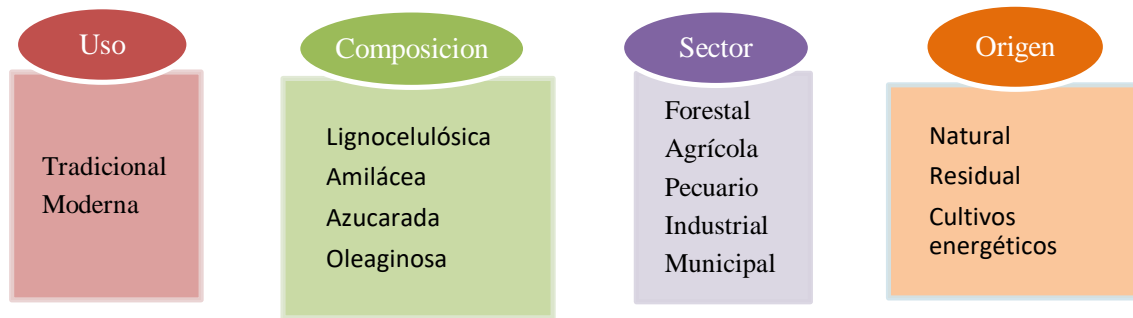 Uso
Tradicional
Moderna
Composicion
Lignocelulósica
Amilácea
Azucarada
Oleaginosa
Sector
Forestal
Agrícola
Pecuario
Industrial
Municipal
Origen
Natural
Residual
Cultivos
energéticos